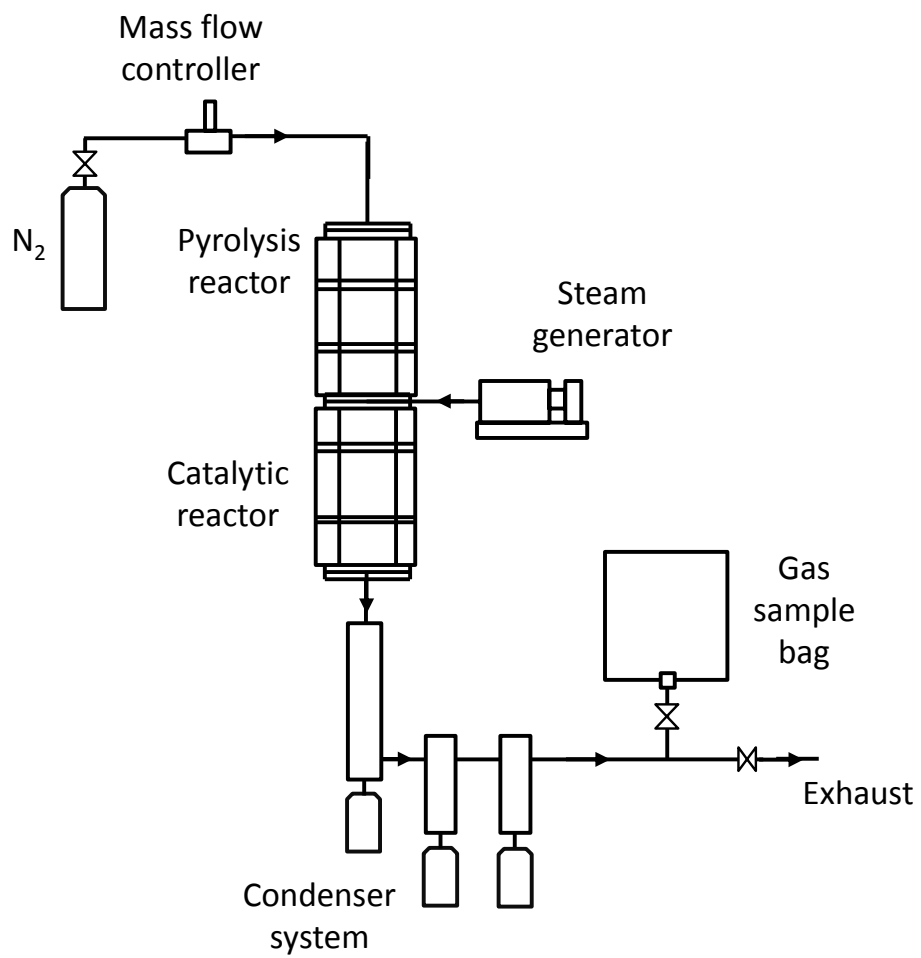 Mass flow
controller
N₂
Pyrolysis
reactor
Steam
generator
Catalytic
reactor
Gas
sample
bag
Exhaust
Condenser
system